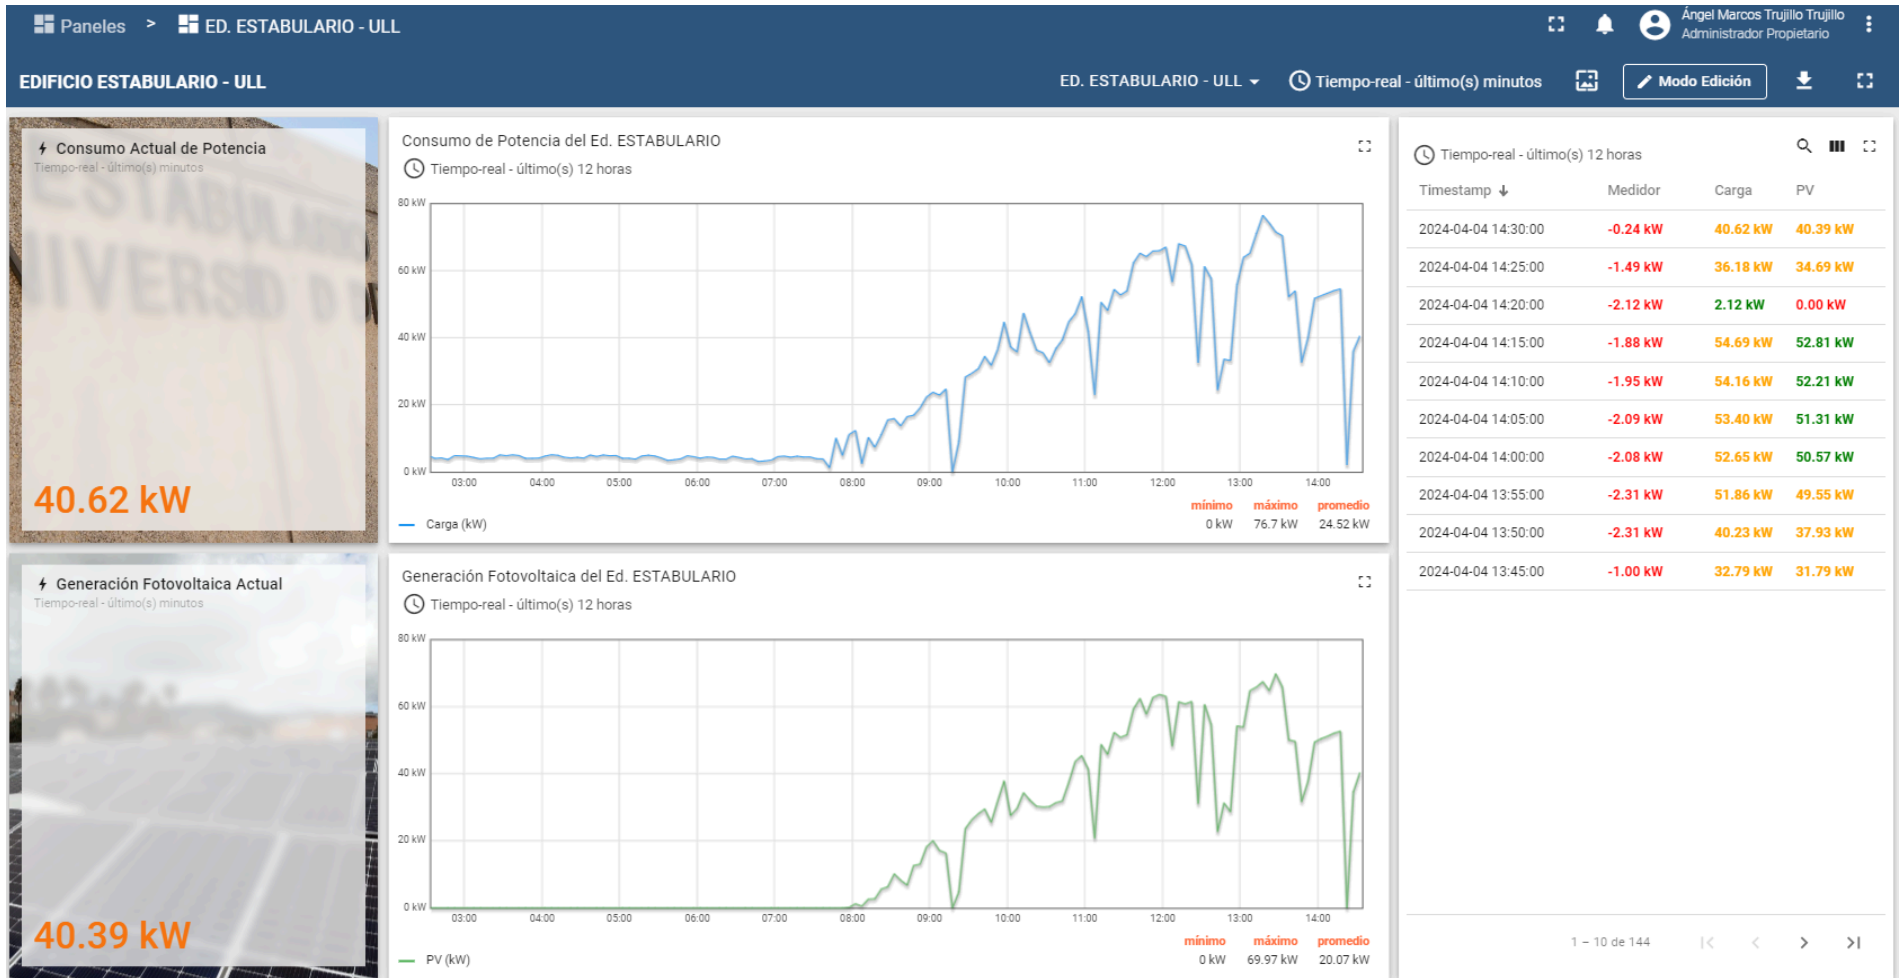 Paneles > ED. ESTABULARIO - ULL
Ángel Marcos Trujillo Trujillo
Administrador Propietario
EDIFICIO ESTABULARIO - ULL
ED. ESTABULARIO - ULL
Tiempo-real - último(s) minutos
Modo Edición
Consumo Actual de Potencia
Tiempo-real - último(s) minutos
ESTABULARIO
40.62 kW
Consumo de Potencia del Ed. ESTABULARIO
Tiempo-real - último(s) 12 horas
80 kW
60 kW
40 kW
20 kW
0 kW
03:00 04:00 05:00 06:00 07:00 08:00 09:00 10:00 11:00 12:00 13:00 14:00
mínimo máximo promedio
Carga (kW) 0 kW 76.7 kW 24.52 kW
Generación Fotovoltaica Actual
Tiempo-real - último(s) minutos
40.39 kW
Generación Fotovoltaica del Ed. ESTABULARIO
Tiempo-real - último(s) 12 horas
80 kW
60 kW
40 kW
20 kW
0 kW
03:00 04:00 05:00 06:00 07:00 08:00 09:00 10:00 11:00 12:00 13:00 14:00
mínimo máximo promedio
PV (kW) 0 kW 69.97 kW 20.07 kW
Tiempo-real - último(s) 12 horas
Timestamp Medidor Carga PV
2024-04-04 14:30:00 -0.24 kW 40.62 kW 40.39 kW
2024-04-04 14:25:00 -1.49 kW 36.18 kW 34.69 kW
2024-04-04 14:20:00 -2.12 kW 2.12 kW 0.00 kW
2024-04-04 14:15:00 -1.88 kW 54.69 kW 52.81 kW
2024-04-04 14:10:00 -1.95 kW 54.16 kW 52.21 kW
2024-04-04 14:05:00 -2.09 kW 53.40 kW 51.31 kW
2024-04-04 14:00:00 -2.08 kW 52.65 kW 50.57 kW
2024-04-04 13:55:00 -2.31 kW 51.86 kW 49.55 kW
2024-04-04 13:50:00 -2.31 kW 40.23 kW 37.93 kW
2024-04-04 13:45:00 -1.00 kW 32.79 kW 31.79 kW
1 – 10 de 144